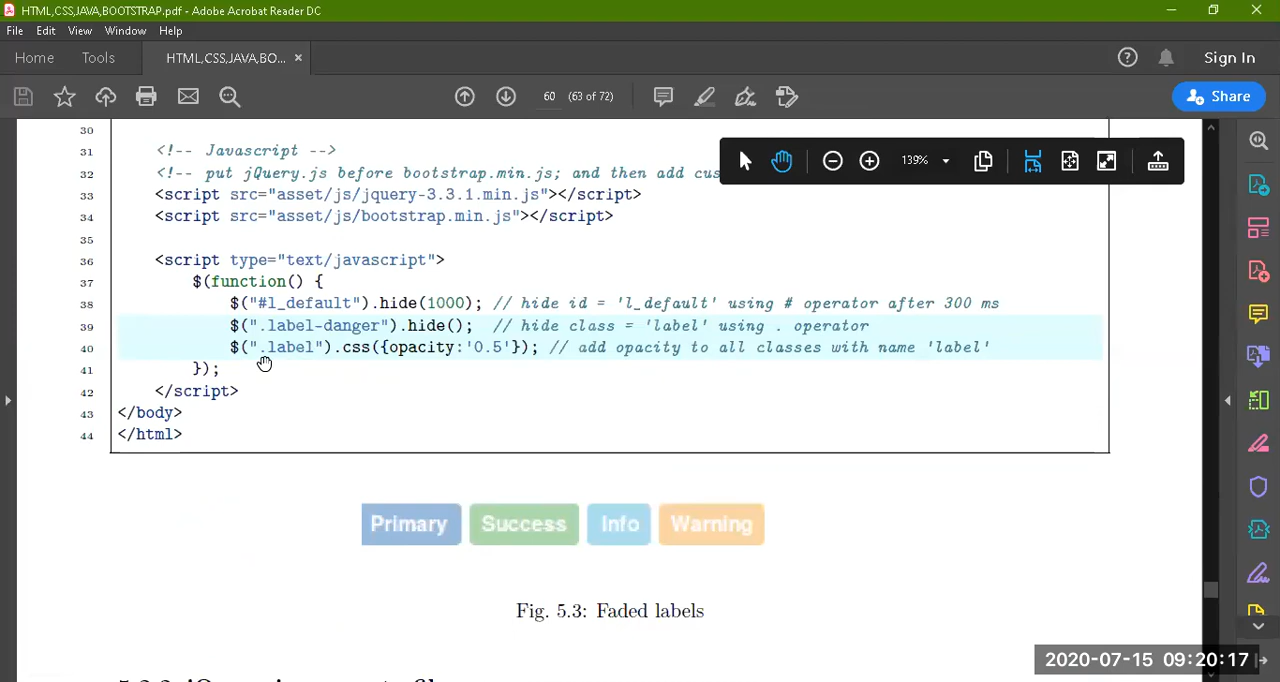 HTML,CSS,JAVA,BOOTSTRAP.pdf - Adobe Acrobat Reader DC
File Edit View Window Help
Home Tools HTML,CSS,JAVA,BO... × Sign In
60 (63 of 72) Share
139%
30
31 <!-- Javascript -->
32 <!-- put jQuery.js before bootstrap.min.js; and then add cus
33 <script src="asset/js/jquery-3.3.1.min.js"></script>
34 <script src="asset/js/bootstrap.min.js"></script>
35
36 <script type="text/javascript">
37 $(function() {
38 $("#l_default").hide(1000); // hide id = 'l_default' using # operator after 300 ms
39 $(".label-danger").hide(); // hide class = 'label' using . operator
40 $(".label").css({opacity:'0.5'}); // add opacity to all classes with name 'label'
41 });
42 </script>
43 </body>
44 </html>
Primary Success Info Warning
Fig. 5.3: Faded labels
2020-07-15 09:20:17